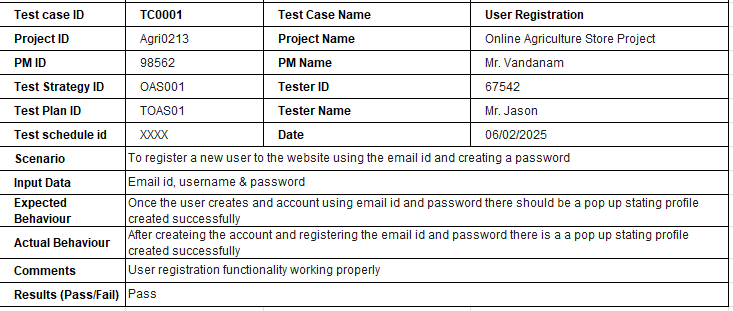 Test case ID TC0001 Test Case Name User Registration
Project ID Agri0213 Project Name Online Agriculture Store Project
PM ID 98562 PM Name Mr. Vandanam
Test Strategy ID OAS001 Tester ID 67542
Test Plan ID TOAS01 Tester Name Mr. Jason
Test schedule id XXXX Date 06/02/2025
Scenario To register a new user to the website using the email id and creating a password
Input Data Email id, username & password
Expected Once the user creates and account using email id and password there should be a pop up stating profile
Behaviour created successfully
Actual Behaviour After createing the account and registering the email id and password there is a a pop up stating profile
created successfully
Comments User registration functionality working properly
Results (Pass/Fail) Pass